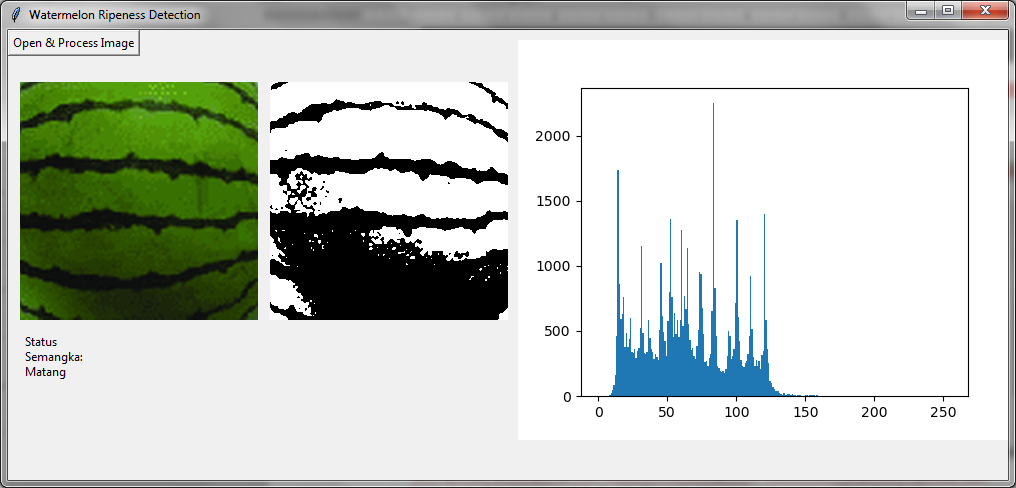 Watermelon Ripeness Detection
Open & Process Image
Status
Semangka:
Matang
2000
1500
1000
500
0
0 50 100 150 200 250